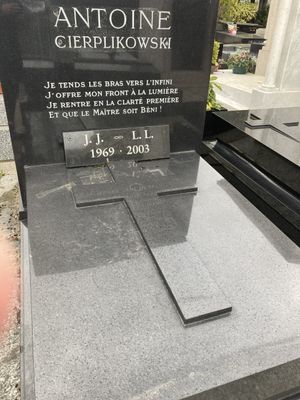 ANTOINE
CIERPLIKOWSKI
JE TENDS LES BRAS VERS L'INFINI
J'OFFRE MON FRONT À LA LUMIÈRE
JE RENTRE EN LA CLARTÉ PREMIÈRE
ET QUE LE MAÎTRE SOIT BÉNI!
J.J. ∞ L.L.
1969 · 2003